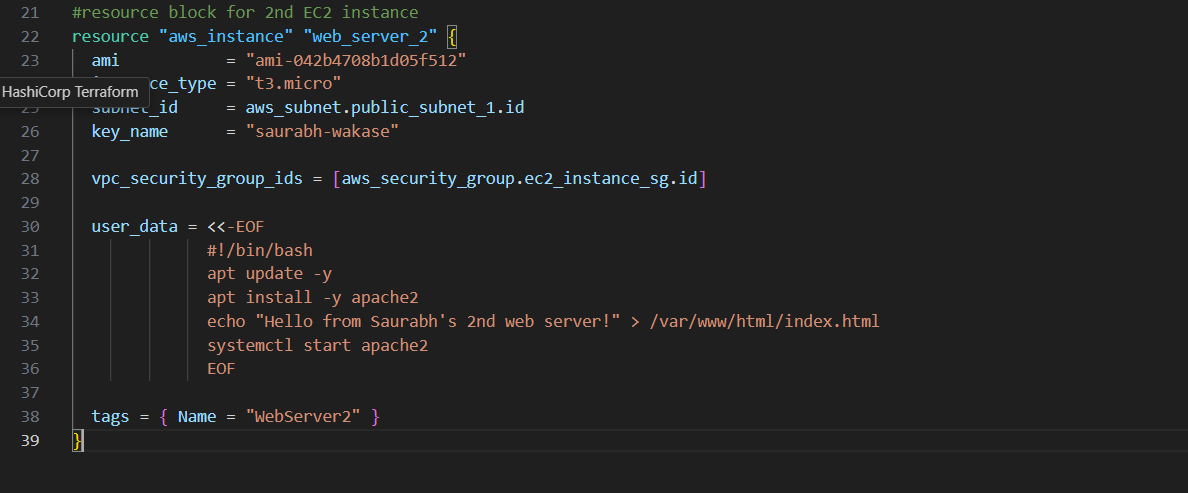 21 #resource block for 2nd EC2 instance
22 resource "aws_instance" "web_server_2" {
23 ami = "ami-042b4708b1d05f512"
ce_type = "t3.micro"
HashiCorp Terraform
25 subnet_id = aws_subnet.public_subnet_1.id
26 key_name = "saurabh-wakase"
27
28 vpc_security_group_ids = [aws_security_group.ec2_instance_sg.id]
29
30 user_data = <<-EOF
31 #!/bin/bash
32 apt update -y
33 apt install -y apache2
34 echo "Hello from Saurabh's 2nd web server!" > /var/www/html/index.html
35 systemctl start apache2
36 EOF
37
38 tags = { Name = "WebServer2" }
39 }